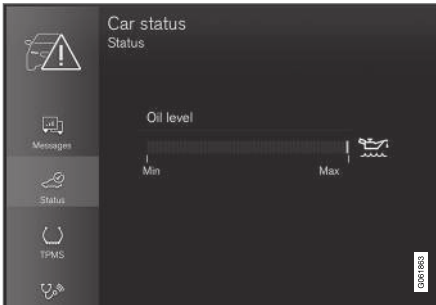 Car status
Status
Oil level
Min Max
Messages
Status
TPMS
G061863